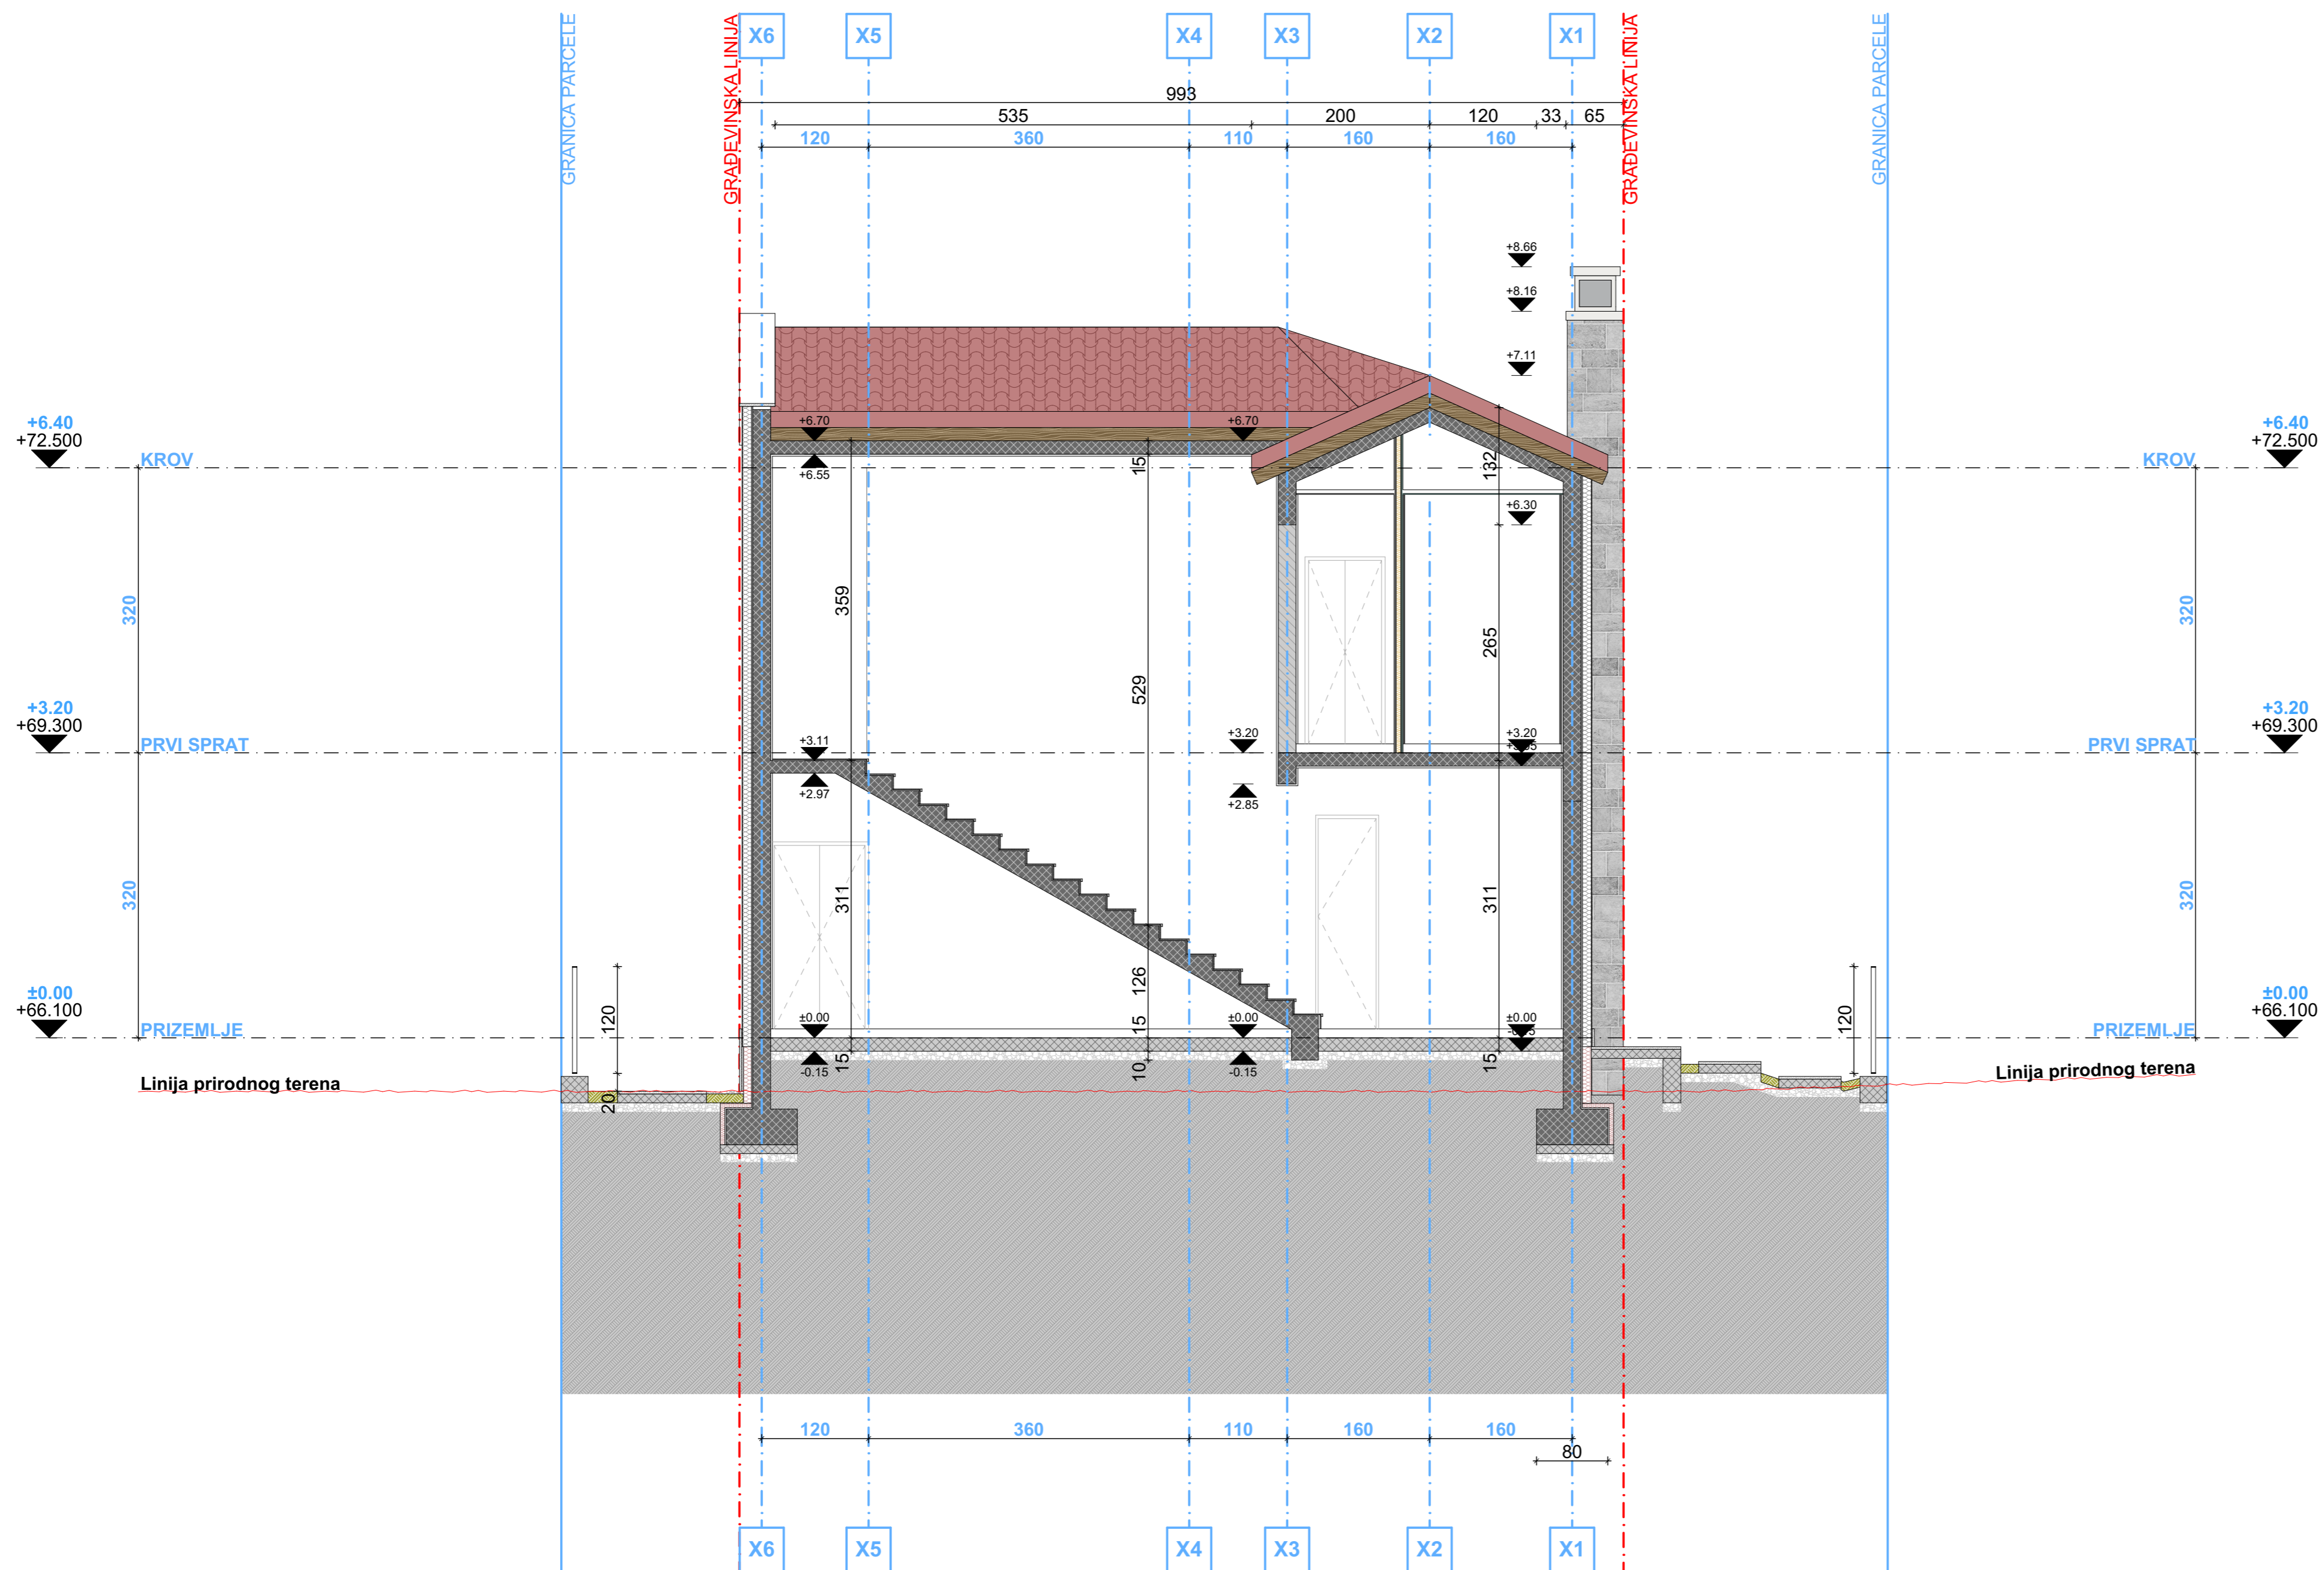 X6 X5 X4 X3 X2 X1
GRANICA PARCELE
GRAĐEVINSKA LINIJA
GRAĐEVINSKA LINIJA
GRANICA PARCELE
993
535 200 120 33 65
120 360 110 160 160
+8.66
+8.16
+7.11
+6.40
+72.500
KROV
+6.70
+6.55
15
+6.70
132
+6.30
+6.40
+72.500
KROV
320
359
529
265
320
+3.20
+69.300
PRVI SPRAT
+3.11
+2.97
+3.20
+2.85
+3.20
+3.20
+69.300
PRVI SPRAT
320
311
126
311
320
±0.00
+66.100
PRIZEMLJE
120
±0.00
-0.15
15
15
10
±0.00
-0.15
±0.00
15
120
±0.00
+66.100
PRIZEMLJE
Linija prirodnog terena
20
Linija prirodnog terena
120 360 110 160 160
80
X6 X5 X4 X3 X2 X1